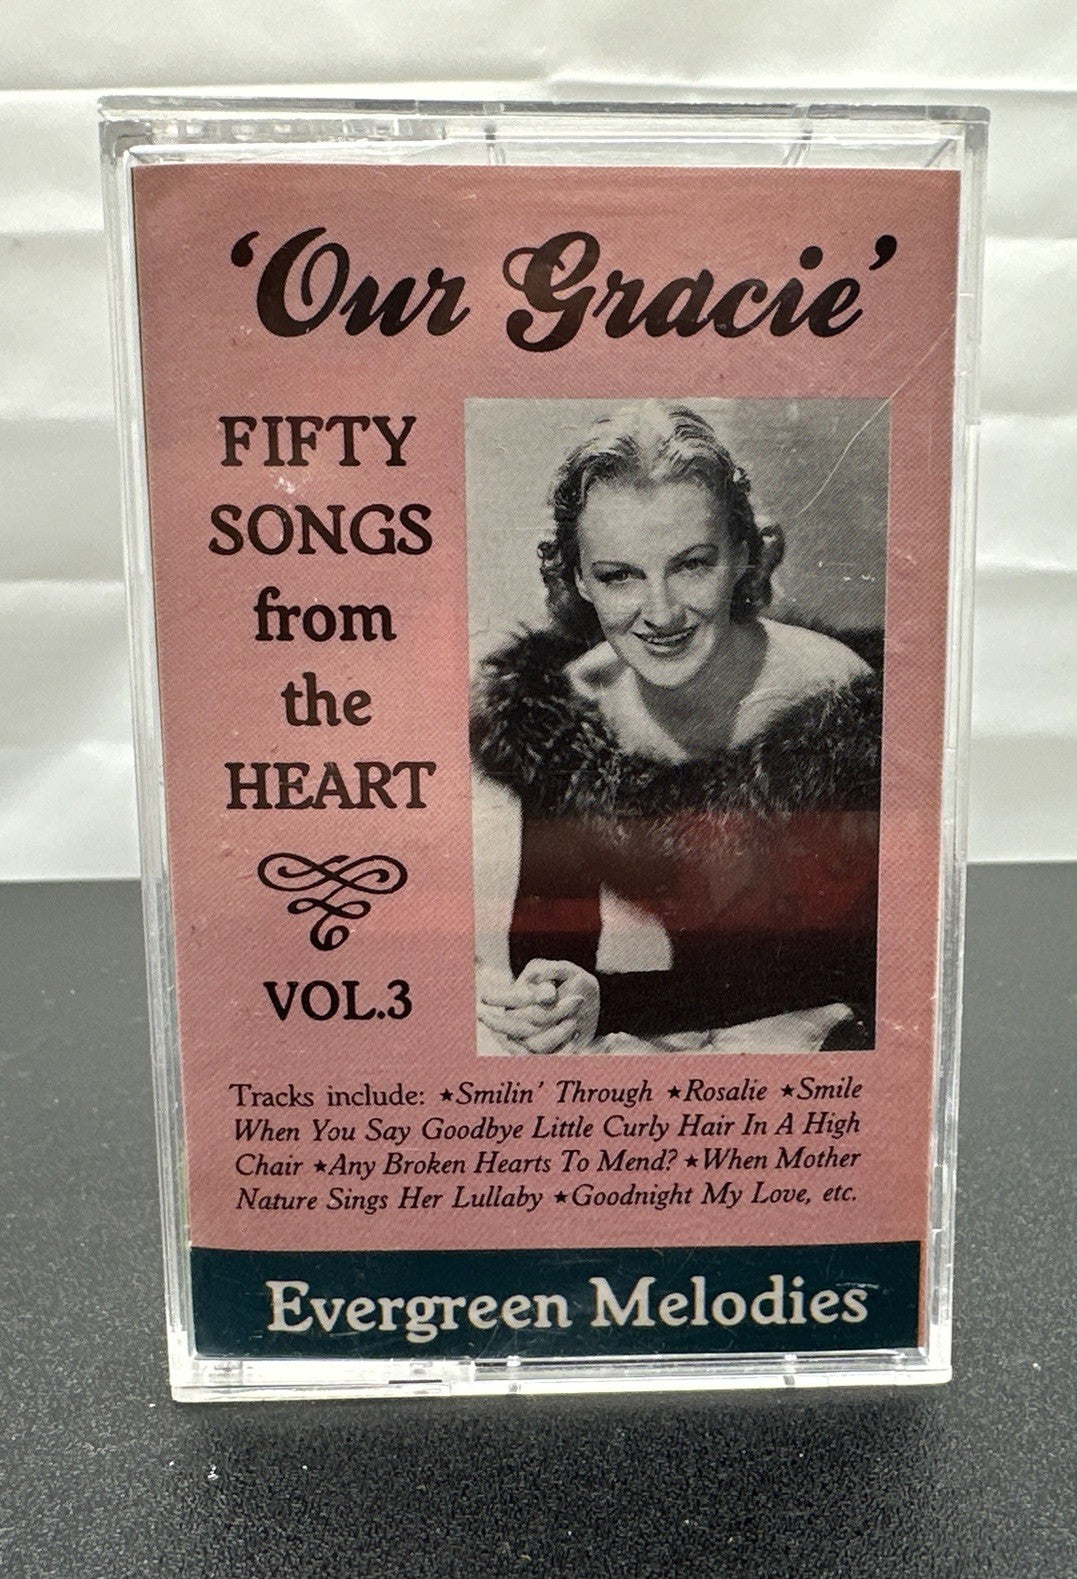 ‘Our Gracie’
FIFTY
SONGS
from
the
HEART
VOL.3
Tracks include: ★Smilin' Through ★Rosalie ★Smile
When You Say Goodbye Little Curly Hair In A High
Chair ★Any Broken Hearts To Mend? ★When Mother
Nature Sings Her Lullaby ★Goodnight My Love, etc.
Evergreen Melodies